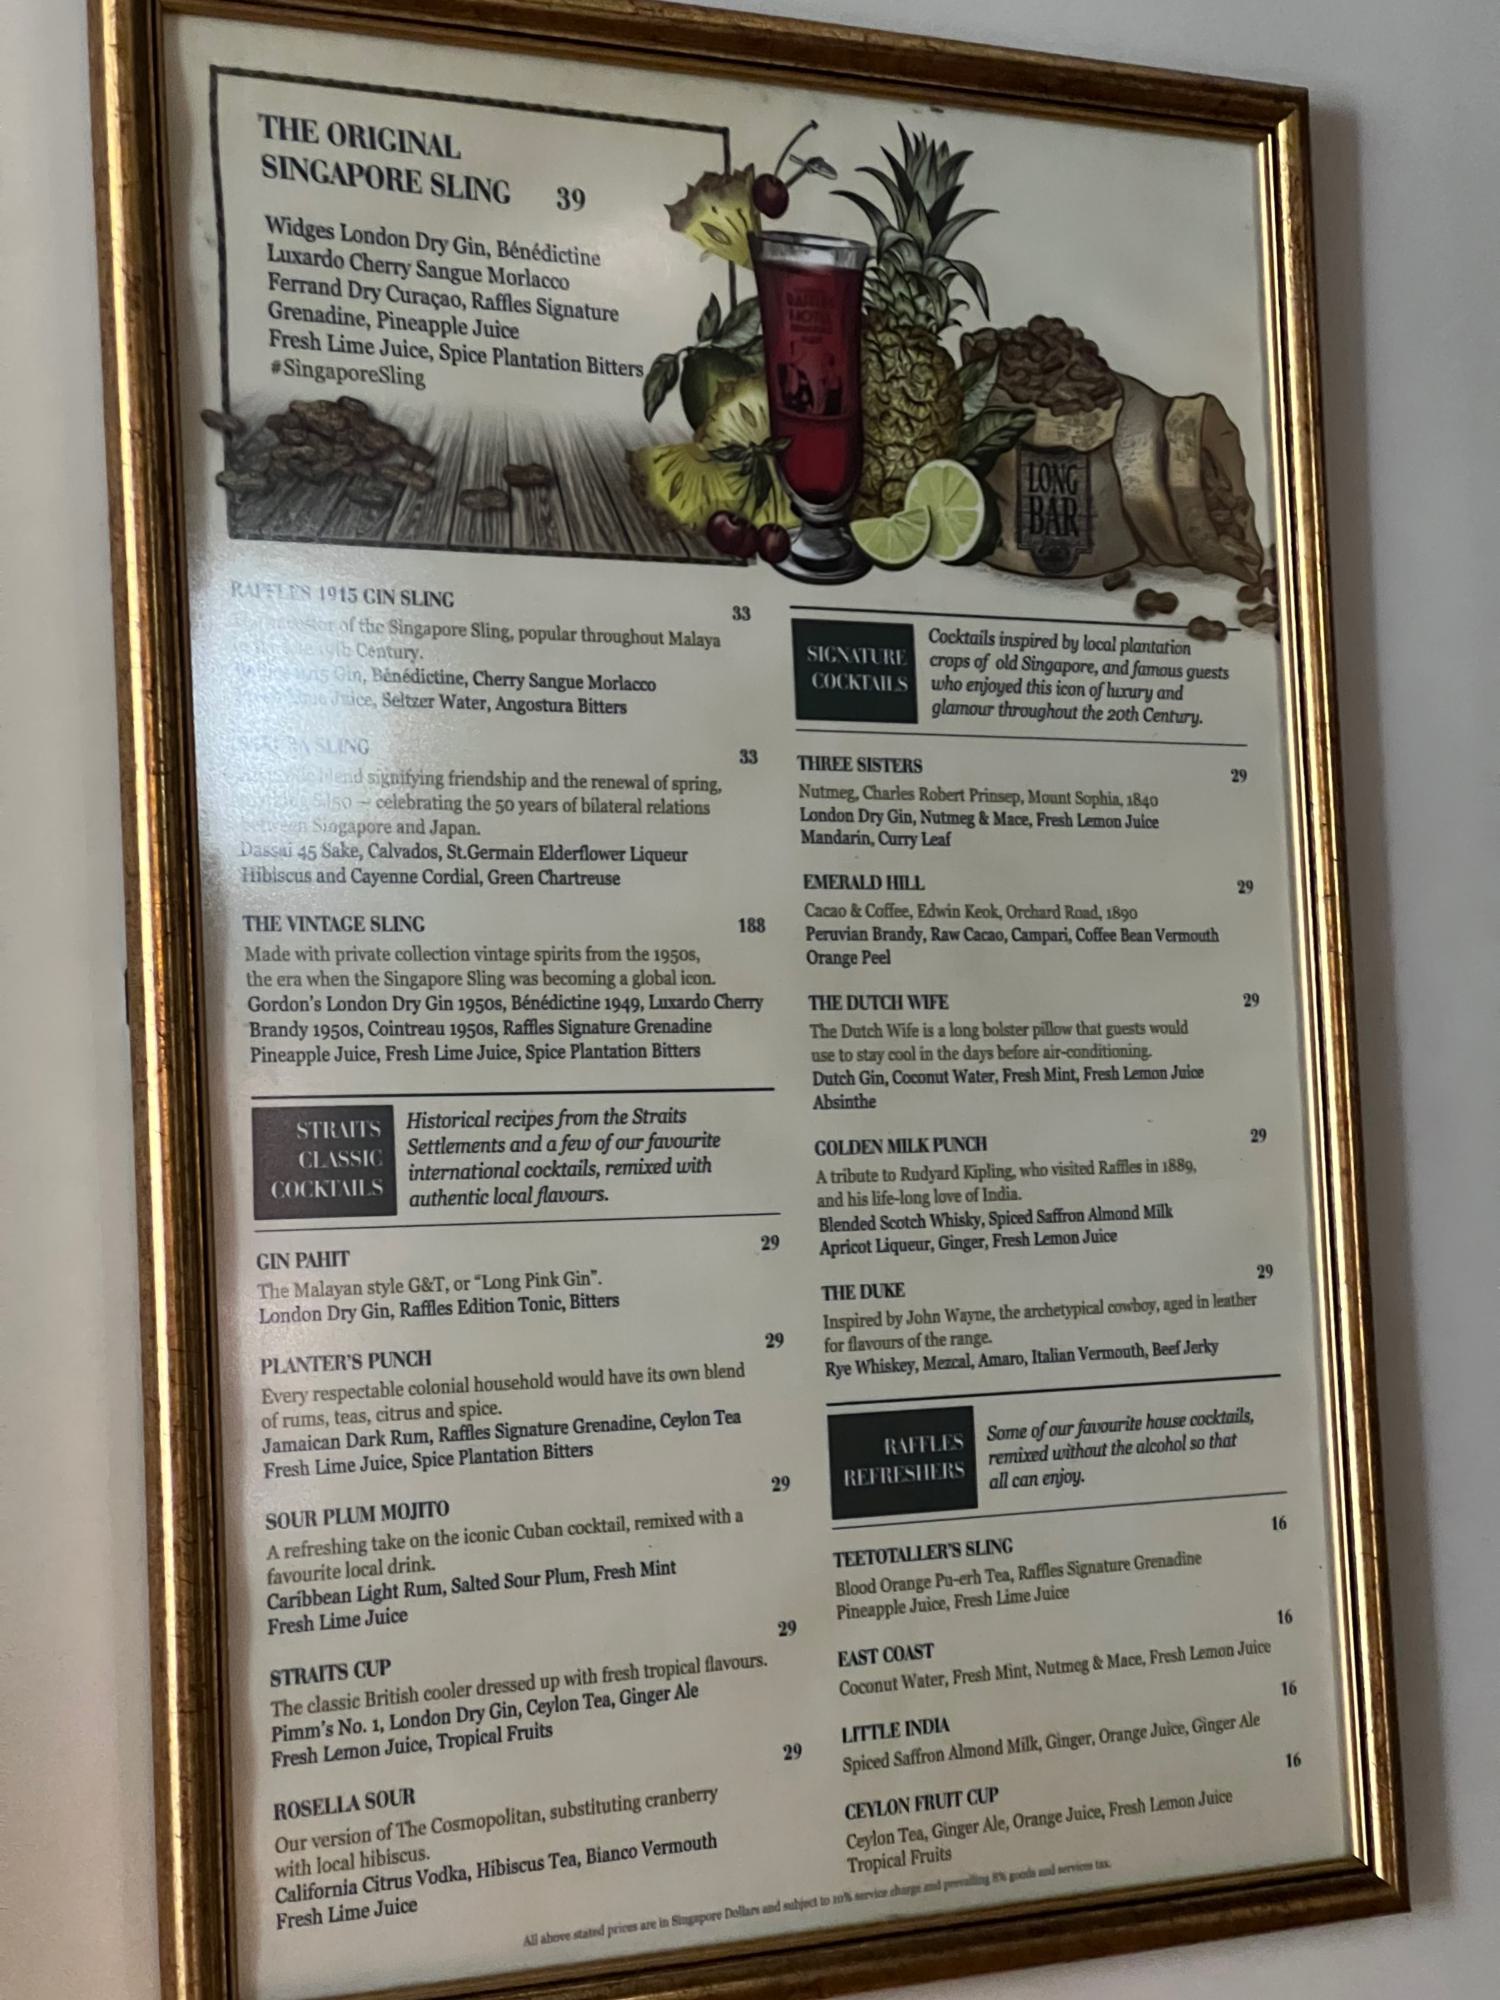 THE ORIGINAL
SINGAPORE SLING 39
Widges London Dry Gin, Bénédictine
Luxardo Cherry Sangue Morlacco
Ferrand Dry Curaçao, Raffles Signature
Grenadine, Pineapple Juice
Fresh Lime Juice, Spice Plantation Bitters
#SingaporeSling
RAFFLES
HOTEL
LONG
BAR
RAFFLES 1915 GIN SLING 33
of the Singapore Sling, popular throughout Malaya
Century.
Gin, Bénédictine, Cherry Sangue Morlacco
Juice, Seltzer Water, Angostura Bitters
SLING 33
blend signifying friendship and the renewal of spring,
– celebrating the 50 years of bilateral relations
between Singapore and Japan.
Dassai 45 Sake, Calvados, St.Germain Elderflower Liqueur
Hibiscus and Cayenne Cordial, Green Chartreuse
THE VINTAGE SLING 188
Made with private collection vintage spirits from the 1950s,
the era when the Singapore Sling was becoming a global icon.
Gordon's London Dry Gin 1950s, Bénédictine 1949, Luxardo Cherry
Brandy 1950s, Cointreau 1950s, Raffles Signature Grenadine
Pineapple Juice, Fresh Lime Juice, Spice Plantation Bitters
STRAITS
CLASSIC
COCKTAILS
Historical recipes from the Straits
Settlements and a few of our favourite
international cocktails, remixed with
authentic local flavours.
GIN PAHIT 29
The Malayan style G&T, or "Long Pink Gin".
London Dry Gin, Raffles Edition Tonic, Bitters
PLANTER'S PUNCH 29
Every respectable colonial household would have its own blend
of rums, teas, citrus and spice.
Jamaican Dark Rum, Raffles Signature Grenadine, Ceylon Tea
Fresh Lime Juice, Spice Plantation Bitters
SOUR PLUM MOJITO 29
A refreshing take on the iconic Cuban cocktail, remixed with a
favourite local drink.
Caribbean Light Rum, Salted Sour Plum, Fresh Mint
Fresh Lime Juice
STRAITS CUP 29
The classic British cooler dressed up with fresh tropical flavours.
Pimm's No. 1, London Dry Gin, Ceylon Tea, Ginger Ale
Fresh Lemon Juice, Tropical Fruits
ROSELLA SOUR 29
Our version of The Cosmopolitan, substituting cranberry
with local hibiscus.
California Citrus Vodka, Hibiscus Tea, Bianco Vermouth
Fresh Lime Juice
SIGNATURE
COCKTAILS
Cocktails inspired by local plantation
crops of old Singapore, and famous guests
who enjoyed this icon of luxury and
glamour throughout the 20th Century.
THREE SISTERS 29
Nutmeg, Charles Robert Prinsep, Mount Sophia, 1840
London Dry Gin, Nutmeg & Mace, Fresh Lemon Juice
Mandarin, Curry Leaf
EMERALD HILL 29
Cacao & Coffee, Edwin Keok, Orchard Road, 1890
Peruvian Brandy, Raw Cacao, Campari, Coffee Bean Vermouth
Orange Peel
THE DUTCH WIFE 29
The Dutch Wife is a long bolster pillow that guests would
use to stay cool in the days before air-conditioning.
Dutch Gin, Coconut Water, Fresh Mint, Fresh Lemon Juice
Absinthe
GOLDEN MILK PUNCH 29
A tribute to Rudyard Kipling, who visited Raffles in 1889,
and his life-long love of India.
Blended Scotch Whisky, Spiced Saffron Almond Milk
Apricot Liqueur, Ginger, Fresh Lemon Juice
THE DUKE 29
Inspired by John Wayne, the archetypical cowboy, aged in leather
for flavours of the range.
Rye Whiskey, Mezcal, Amaro, Italian Vermouth, Beef Jerky
RAFFLES
REFRESHERS
Some of our favourite house cocktails,
remixed without the alcohol so that
all can enjoy.
TEETOTALLER'S SLING 16
Blood Orange Pu-erh Tea, Raffles Signature Grenadine
Pineapple Juice, Fresh Lime Juice
EAST COAST 16
Coconut Water, Fresh Mint, Nutmeg & Mace, Fresh Lemon Juice
LITTLE INDIA 16
Spiced Saffron Almond Milk, Ginger, Orange Juice, Ginger Ale
CEYLON FRUIT CUP 16
Ceylon Tea, Ginger Ale, Orange Juice, Fresh Lemon Juice
Tropical Fruits
All above stated prices are in Singapore Dollars and subject to 10% service charge and prevailing 8% goods and services tax.